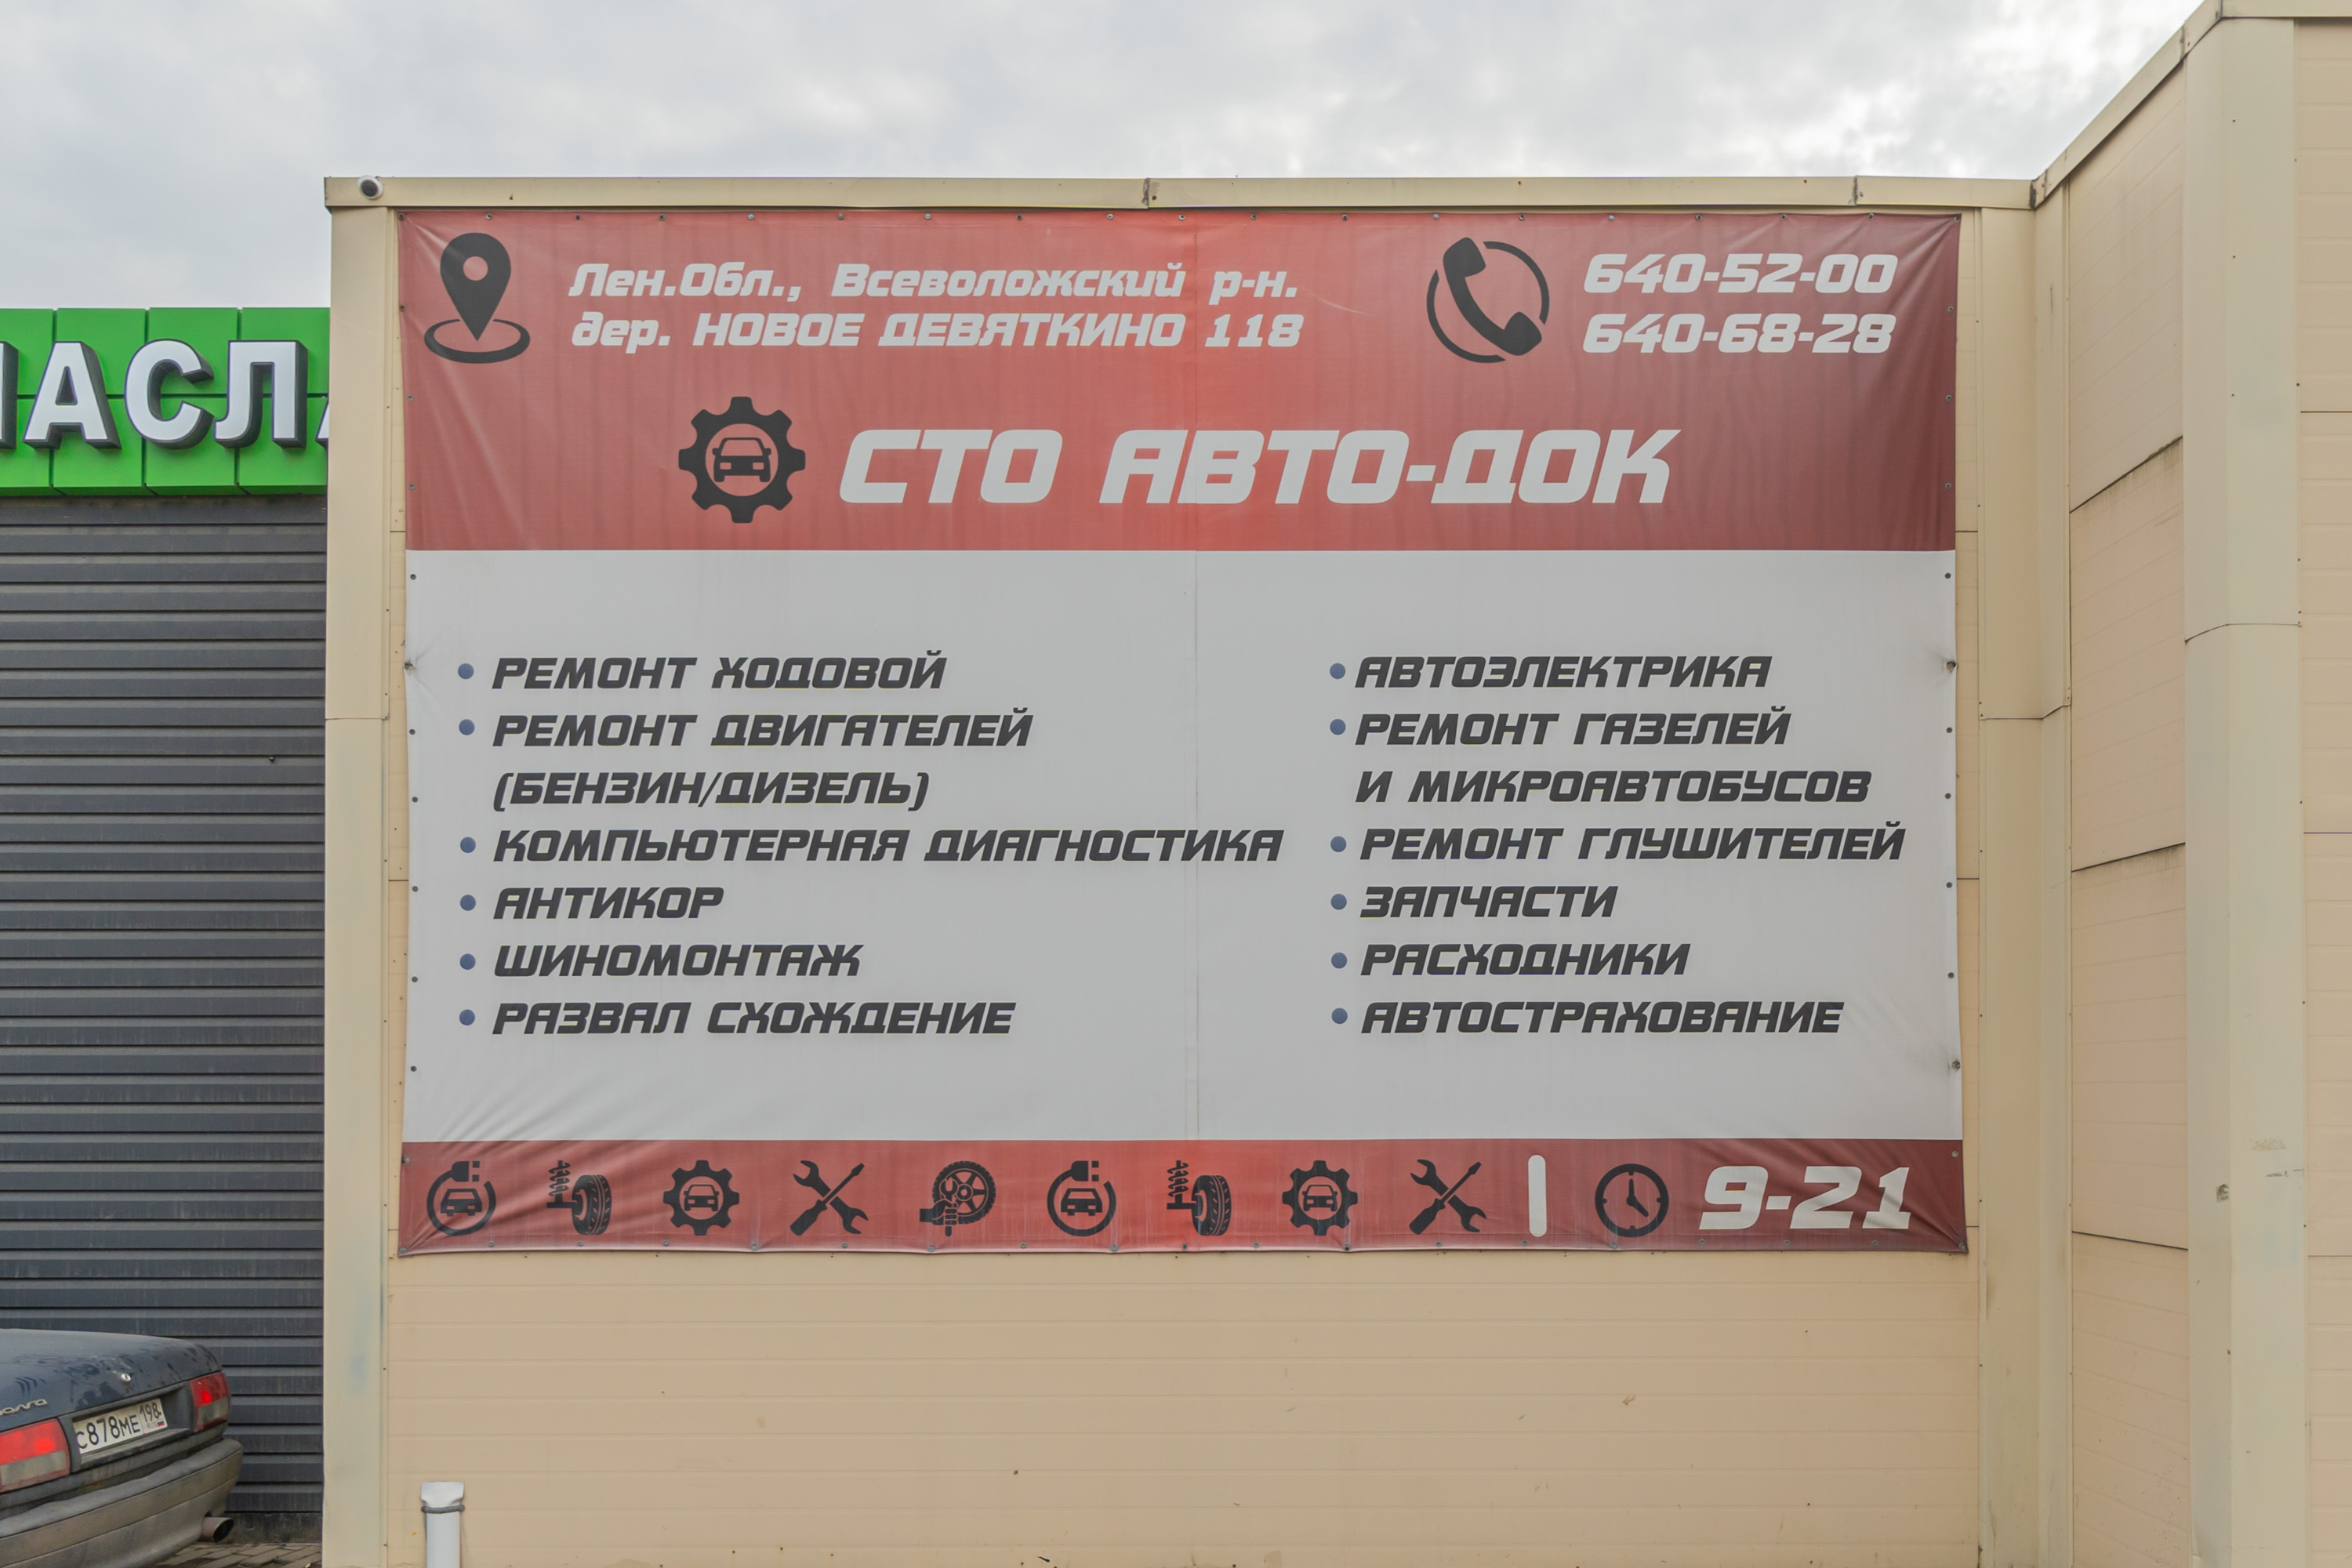 Лен.Обл., Всеволожский р-н.
дер. НОВОЕ ДЕВЯТКИНО 118
640-52-00
640-68-28
СТО АВТО-ДОК
• РЕМОНТ ХОДОВОЙ
• РЕМОНТ ДВИГАТЕЛЕЙ
(БЕНЗИН/ДИЗЕЛЬ)
• КОМПЬЮТЕРНАЯ ДИАГНОСТИКА
• АНТИКОР
• ШИНОМОНТАЖ
• РАЗВАЛ СХОЖДЕНИЕ
• АВТОЭЛЕКТРИКА
• РЕМОНТ ГАЗЕЛЕЙ
И МИКРОАВТОБУСОВ
• РЕМОНТ ГЛУШИТЕЛЕЙ
• ЗАПЧАСТИ
• РАСХОДНИКИ
• АВТОСТРАХОВАНИЕ
9-21
АСЛ
с878МЕ 198